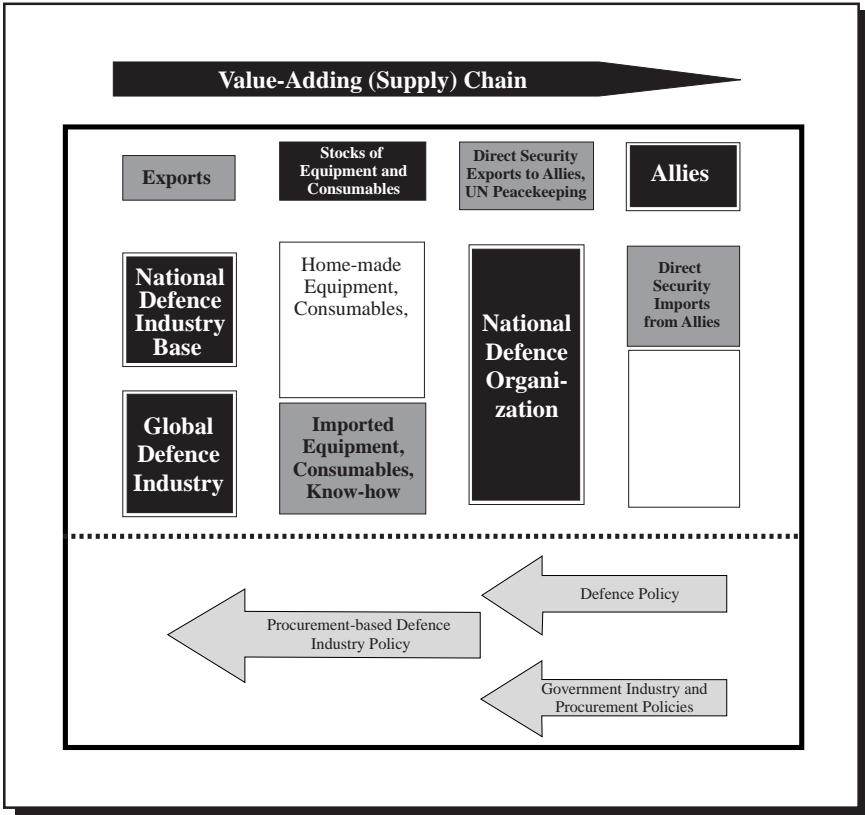 Value-Adding (Supply) Chain
Exports
Stocks of
Equipment and
Consumables
Direct Security
Exports to Allies,
UN Peacekeeping
Allies
National
Defence
Industry
Base
Home-made
Equipment,
Consumables,
National
Defence
Organi-
zation
Direct
Security
Imports
from Allies
Global
Defence
Industry
Imported
Equipment,
Consumables,
Know-how
Defence Policy
Procurement-based Defence
Industry Policy
Government Industry and
Procurement Policies